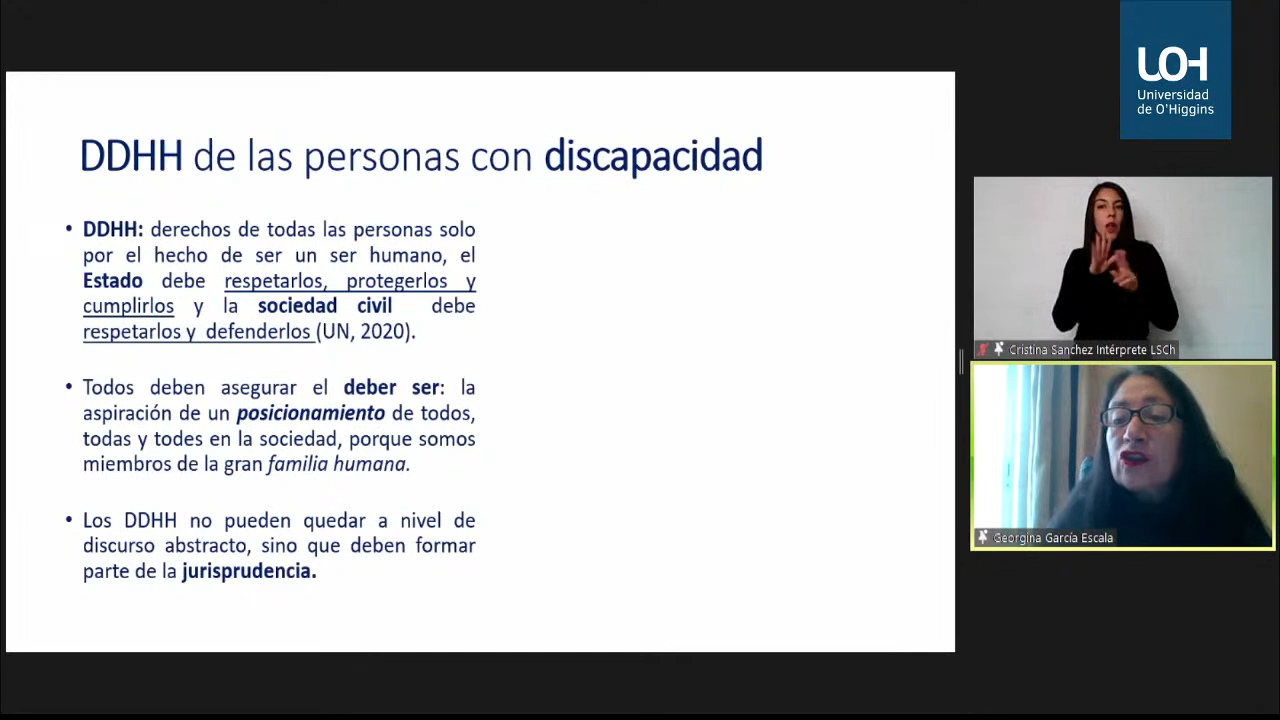 UOH
Universidad
de O'Higgins
DDHH de las personas con discapacidad
• DDHH: derechos de todas las personas solo
por el hecho de ser un ser humano, el
Estado debe respetarlos, protegerlos y
cumplirlos y la sociedad civil debe
respetarlos y defenderlos (UN, 2020).
• Todos deben asegurar el deber ser: la
aspiración de un posicionamiento de todos,
todas y todes en la sociedad, porque somos
miembros de la gran familia humana.
• Los DDHH no pueden quedar a nivel de
discurso abstracto, sino que deben formar
parte de la jurisprudencia.
Cristina Sanchez Intérprete LSCh
Georgina García Escala